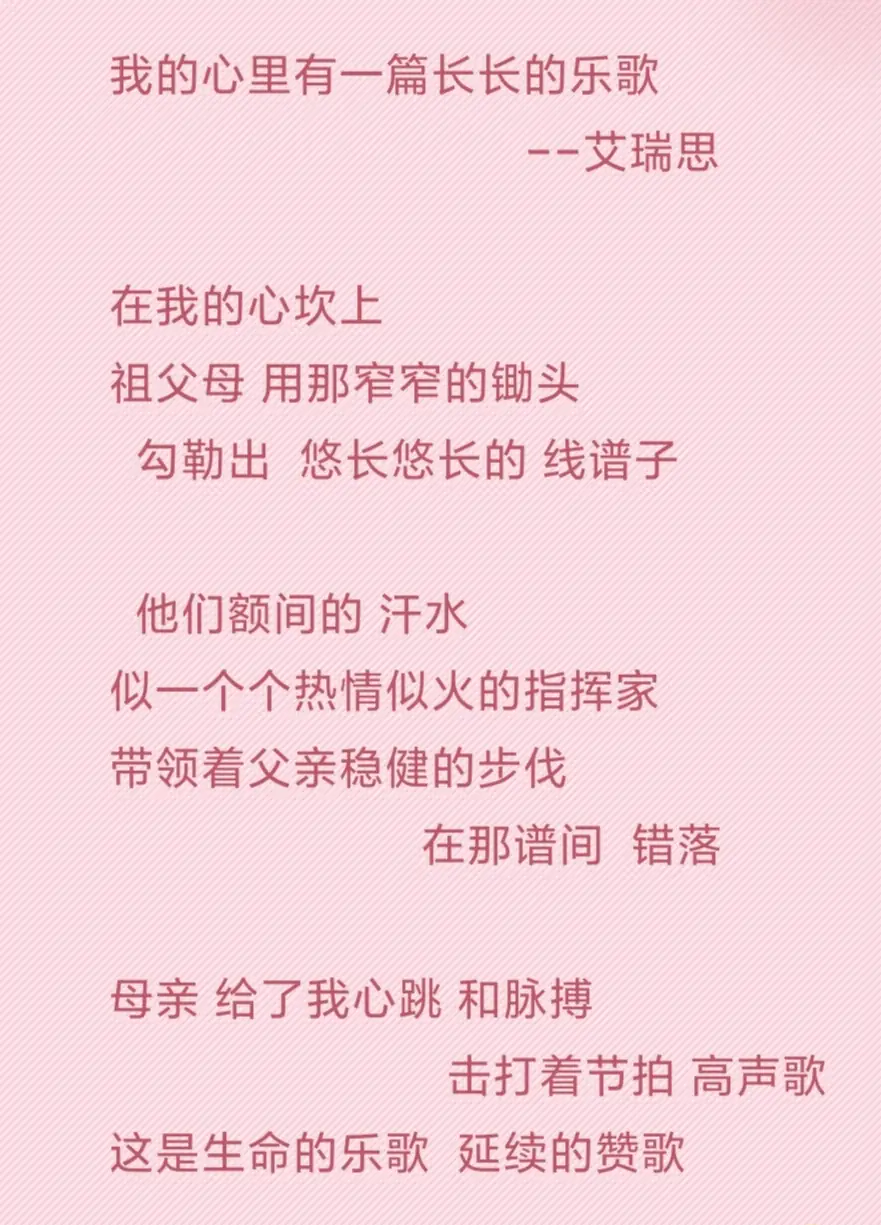 我的心里有一篇长长的乐歌
--艾瑞思
在我的心坎上
祖父母 用那窄窄的锄头
勾勒出 悠长悠长的 线谱子
他们额间的 汗水
似一个个热情似火的指挥家
带领着父亲稳健的步伐
在那谱间 错落
母亲 给了我心跳 和脉搏
击打着节拍 高声歌
这是生命的乐歌 延续的赞歌